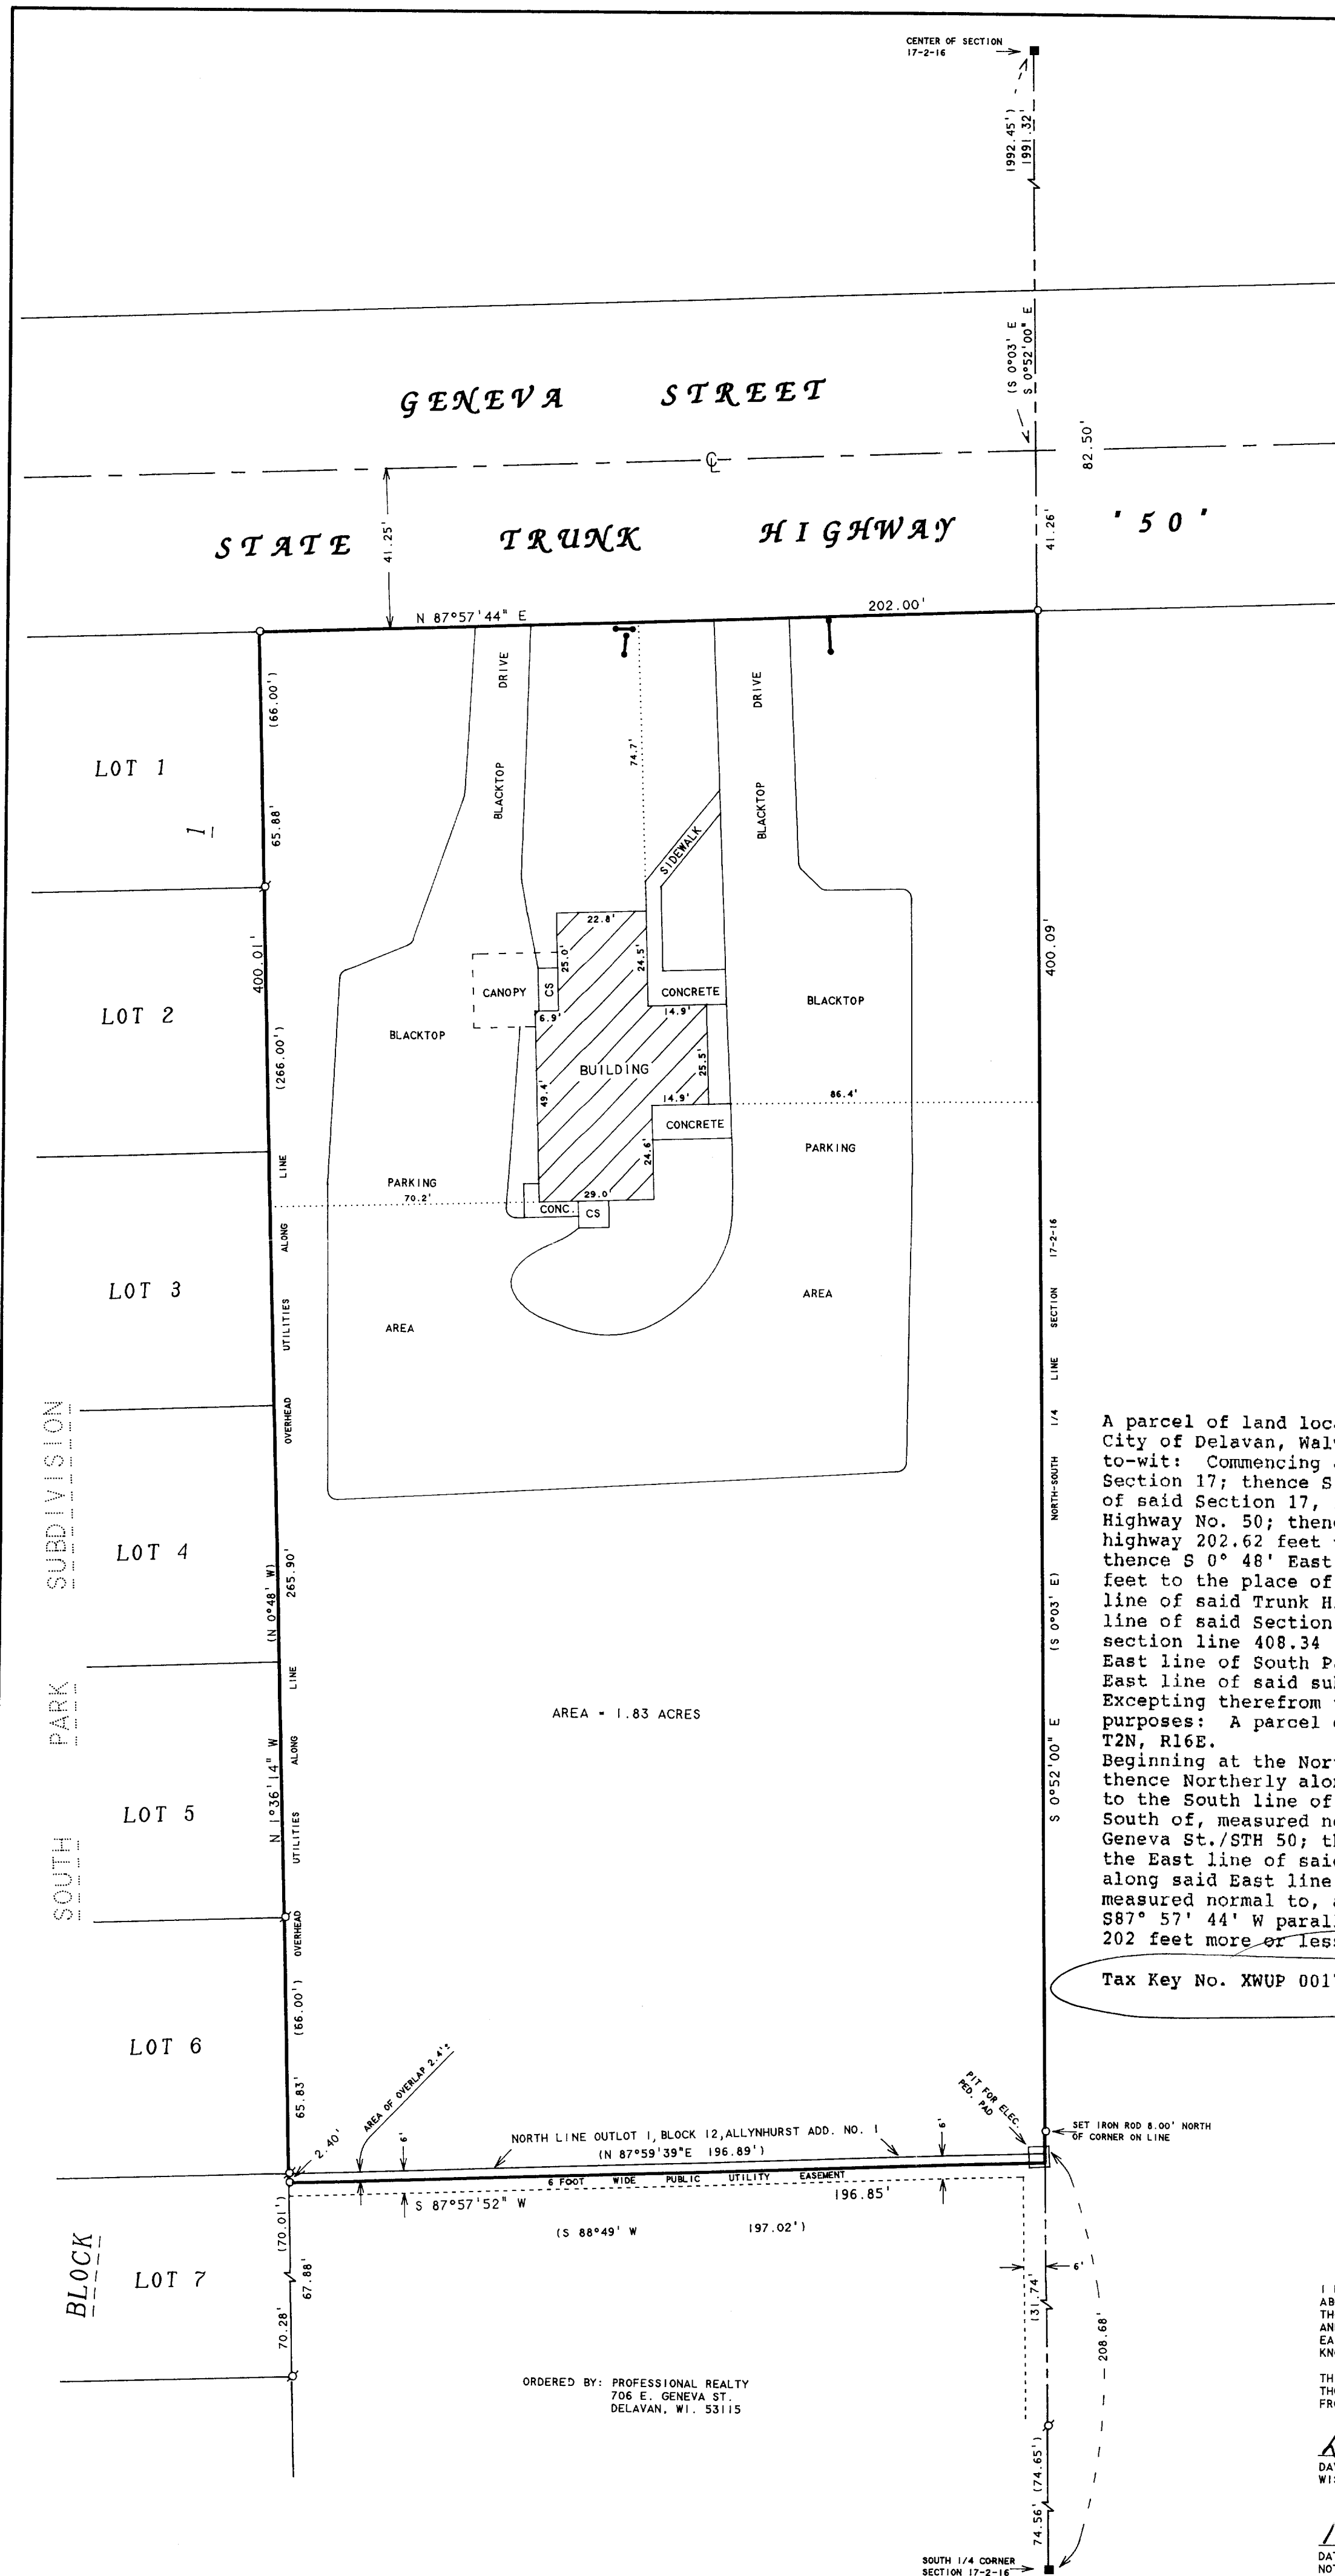 CENTER OF SECTION
17-2-16
(1992.45')
1991.32'
(S 0°03' E
S 0°52'00" E
GENEVA STREET
82.50'
41.25'
STATE TRUNK HIGHWAY '50'
41.26'
N 87°57'44" E
202.00'
(66.00')
DRIVE
DRIVE
74.7'
LOT 1
1
65.88'
BLACKTOP
BLACKTOP
SIDEWALK
22.8'
25.0'
24.5'
400.01'
400.09'
CANOPY
CS
CONCRETE
BLACKTOP
LOT 2
6.9'
14.9'
BLACKTOP
(266.00')
BUILDING
25.5'
49.4'
14.9'
86.4'
CONCRETE
24.6'
PARKING
PARKING
70.2'
29.0'
CONC.
CS
LOT 3
OVERHEAD UTILITIES ALONG LINE
AREA
AREA
NORTH-SOUTH 1/4 LINE SECTION 17-2-16
SOUTH PARK SUBDIVISION
LOT 4
(N 0°48' W)
265.90'
(S 0°03' E)
AREA = 1.83 ACRES
N 1°36'14" W
S 0°52'00" E
LOT 5
OVERHEAD UTILITIES ALONG LINE
A parcel of land loc
City of Delavan, Wal
to-wit: Commencing
Section 17; thence S
of said Section 17,
Highway No. 50; then
highway 202.62 feet
thence S 0° 48' East
feet to the place of
line of said Trunk H
line of said Section
section line 408.34
East line of South P
East line of said su
Excepting therefrom
purposes: A parcel
T2N, R16E.
Beginning at the Nor
thence Northerly alo
to the South line of
South of, measured n
Geneva St./STH 50; t
the East line of said
along said East line
measured normal to,
S87° 57' 44' W paral
202 feet more or less
Tax Key No. XWUP 001
(66.00')
LOT 6
65.83'
AREA OF OVERLAP 2.4'±
2.40'
6'
PIT FOR ELEC.
PED. PAD
SET IRON ROD 8.00' NORTH
OF CORNER ON LINE
NORTH LINE OUTLOT 1, BLOCK 12, ALLYNHURST ADD. NO. 1
(N 87°59'39"E 196.89')
6'
6 FOOT WIDE PUBLIC UTILITY EASEMENT
S 87°57'52" W
196.85'
(S 88°49' W 197.02')
(70.01')
67.88'
70.28'
BLOCK
LOT 7
6'
(31.74'
208.68'
ORDERED BY: PROFESSIONAL REALTY
706 E. GENEVA ST.
DELAVAN, WI. 53115
AB
TH
AN
EA
KN
TH
TH
FR
(74.65')
74.56'
DA
WI
SOUTH 1/4 CORNER
SECTION 17-2-16
DA
NO